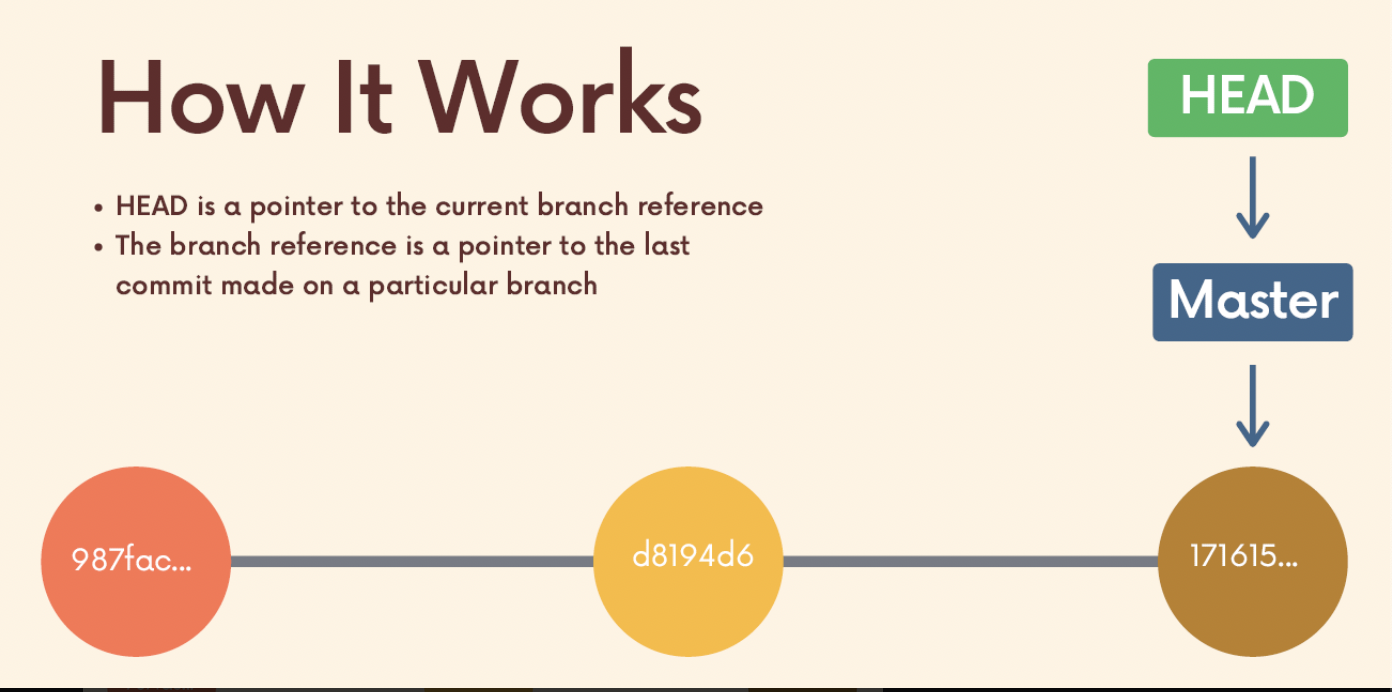 How It Works
• HEAD is a pointer to the current branch reference
• The branch reference is a pointer to the last
commit made on a particular branch
HEAD
Master
987fac...
d8194d6
171615...